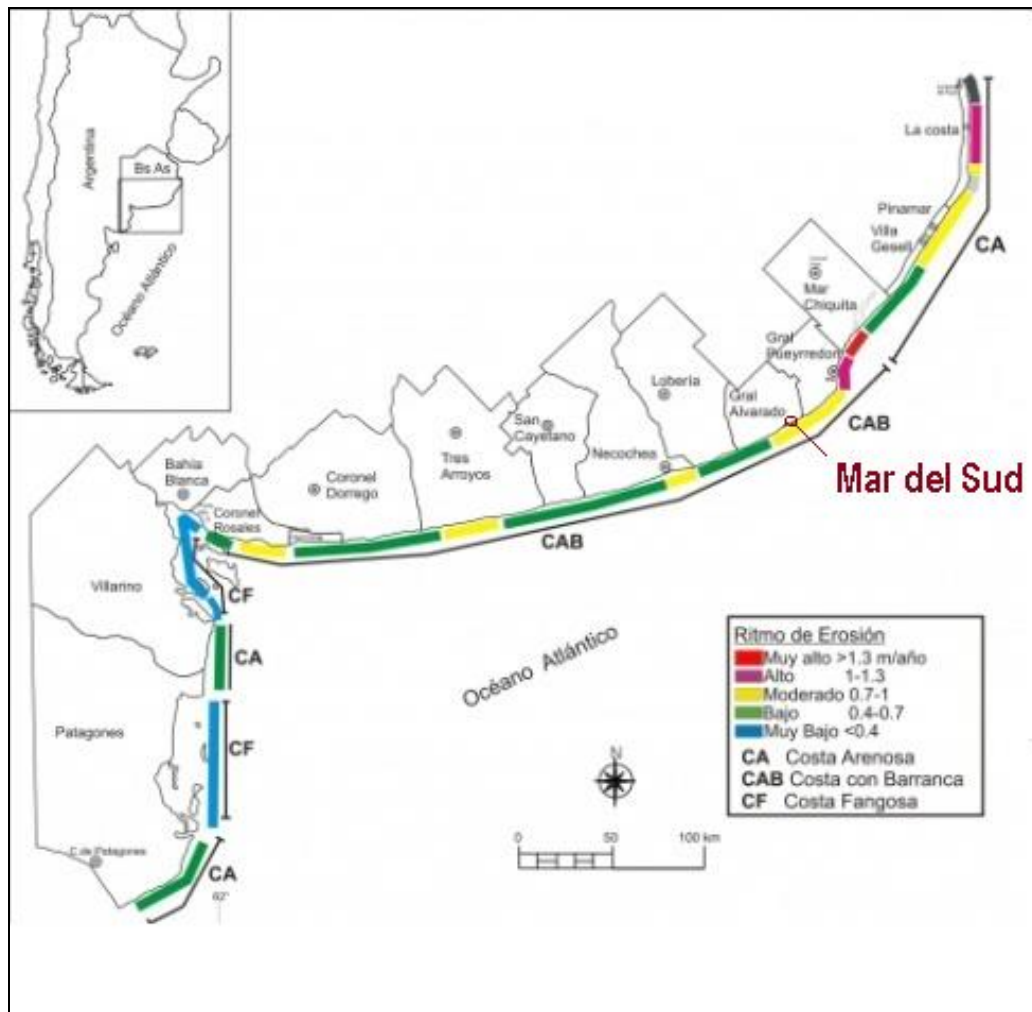 Argentina
Bs As
Océano Atlántico
La costa
Pinamar
Villa
Gesell
CA
Mar
Chiquita
Gral
Pueyrredon
Lobería
Gral
Alvarado
CAB
Mar del Sud
San
Cayetano
Necochea
Tres
Arroyos
Coronel
Dorrego
Bahía
Blanca
Coronel
Rosales
CAB
Villarino
CF
CA
Océano Atlántico
Patagones
CF
C.de Patagones
CA
62°
Ritmo de Erosión
Muy alto >1.3 m/año
Alto 1-1.3
Moderado 0.7-1
Bajo 0.4-0.7
Muy Bajo <0.4
CA Costa Arenosa
CAB Costa con Barranca
CF Costa Fangosa
N
0 50 100 km